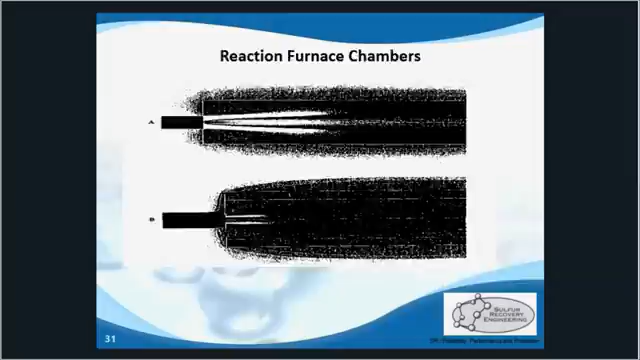 Reaction Furnace Chambers
A
B
SULFUR
RECOVERY
ENGINEERING
31